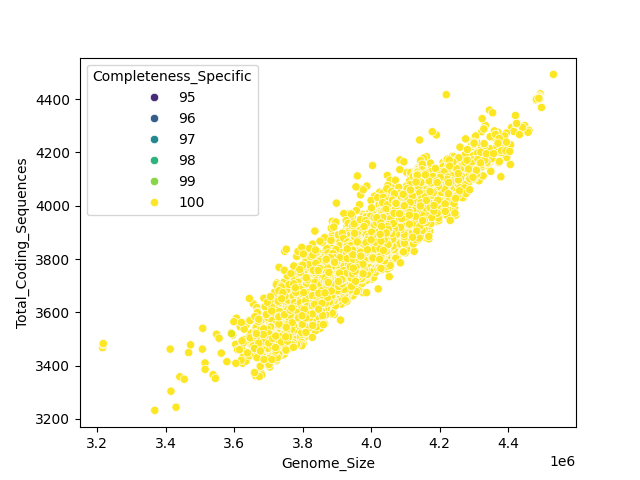 Completeness_Specific
95
96
97
98
99
100
4400
4200
4000
3800
3600
3400
3200
Total_Coding_Sequences
3.2 3.4 3.6 3.8 4.0 4.2 4.4
1e6
Genome_Size